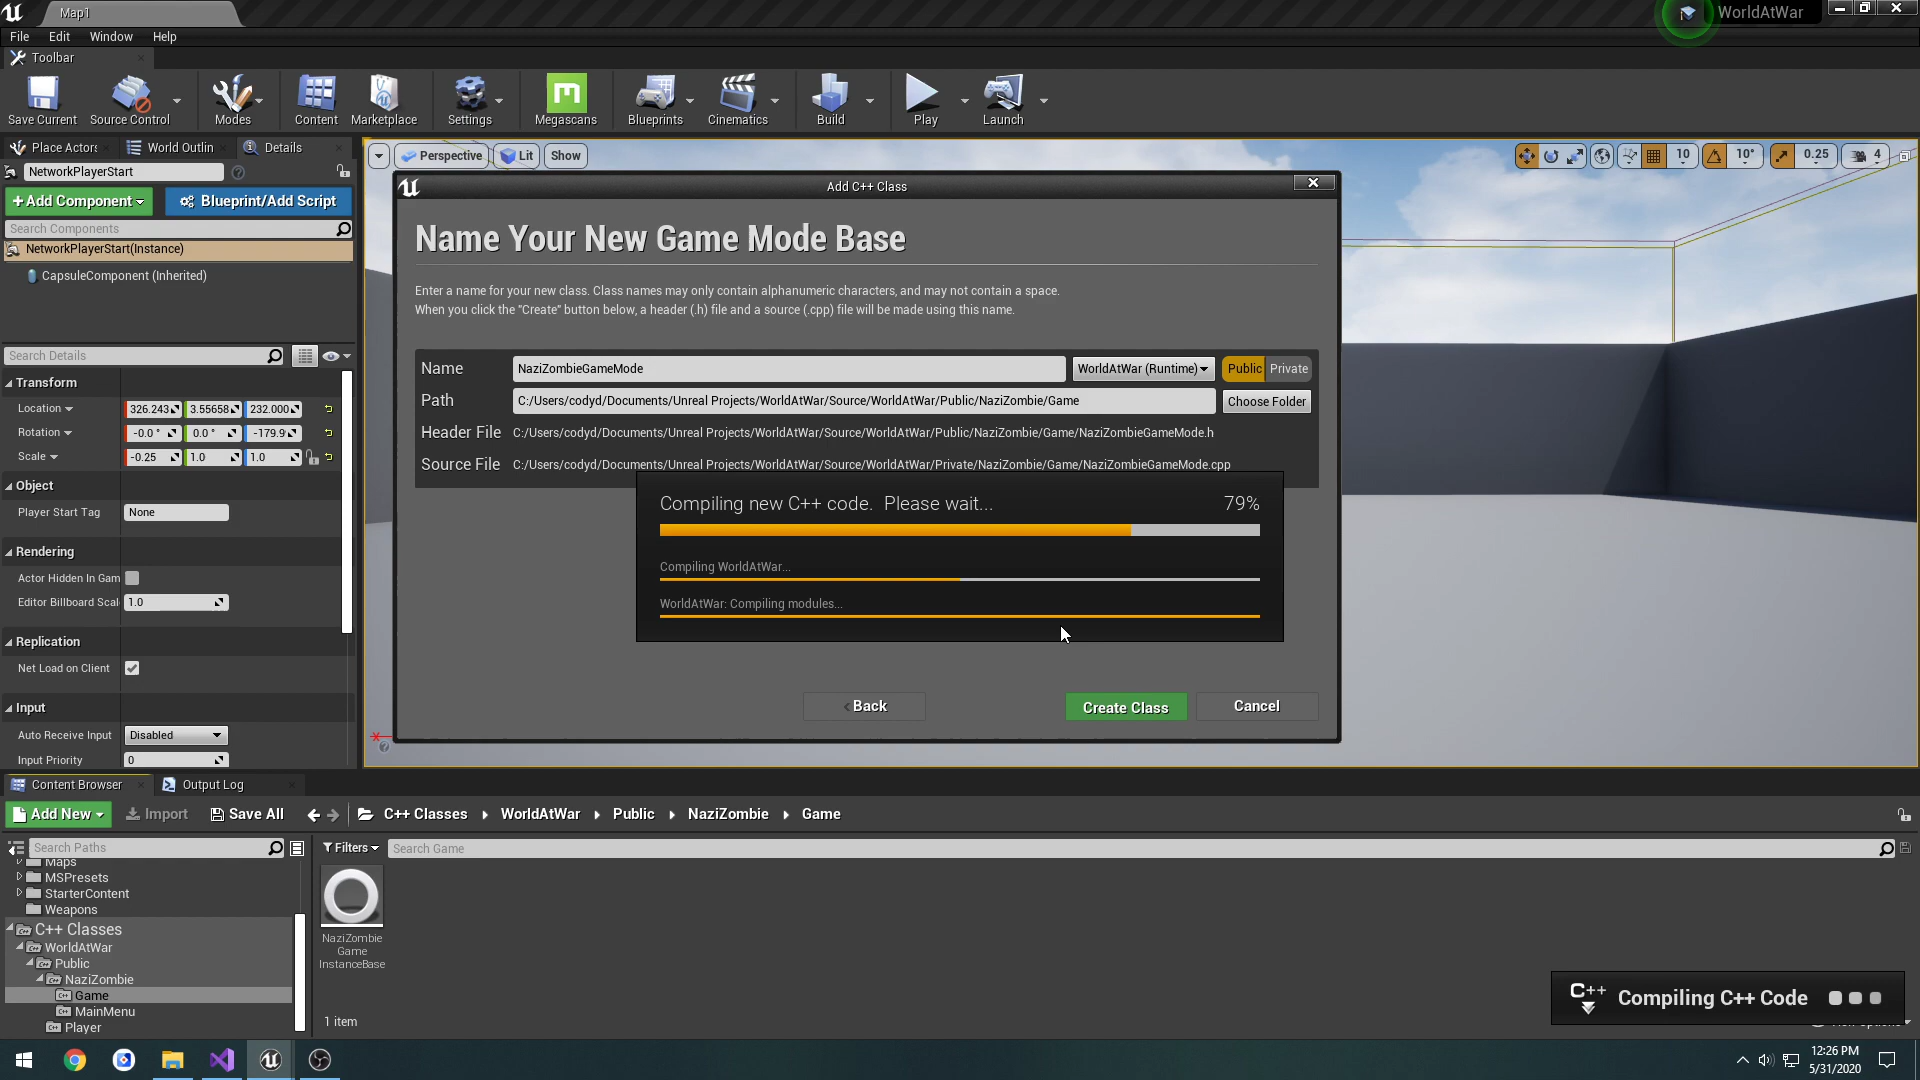 Map1
WorldAtWar
File Edit Window Help
Toolbar
Save Current
Source Control
Modes
Content
Marketplace
Settings
Megascans
Blueprints
Cinematics
Build
Play
Launch
Place Actors
World Outlin
Details
Perspective
Lit
Show
10
10°
0.25
4
NetworkPlayerStart
+ Add Component
Blueprint/Add Script
Search Components
NetworkPlayerStart(Instance)
CapsuleComponent (Inherited)
Search Details
Transform
Location 326.243 3.55658 232.000
Rotation -0.0 ° 0.0 ° -179.9
Scale -0.25 1.0 1.0
Object
Player Start Tag None
Rendering
Actor Hidden In Gam
Editor Billboard Scal 1.0
Replication
Net Load on Client
Input
Auto Receive Input Disabled
Input Priority 0
Add C++ Class
Name Your New Game Mode Base
Enter a name for your new class. Class names may only contain alphanumeric characters, and may not contain a space.
When you click the "Create" button below, a header (.h) file and a source (.cpp) file will be made using this name.
Name NaziZombieGameMode WorldAtWar (Runtime) Public Private
Path C:/Users/codyd/Documents/Unreal Projects/WorldAtWar/Source/WorldAtWar/Public/NaziZombie/Game Choose Folder
Header File C:/Users/codyd/Documents/Unreal Projects/WorldAtWar/Source/WorldAtWar/Public/NaziZombie/Game/NaziZombieGameMode.h
Source File C:/Users/codyd/Documents/Unreal Projects/WorldAtWar/Source/WorldAtWar/Private/NaziZombie/Game/NaziZombieGameMode.cpp
Compiling new C++ code. Please wait... 79%
Compiling WorldAtWar...
WorldAtWar: Compiling modules...
Back
Create Class
Cancel
Content Browser
Output Log
Add New
Import
Save All
C++ Classes WorldAtWar Public NaziZombie Game
Search Paths
Filters
Search Game
Maps
MSPresets
StarterContent
Weapons
C++ Classes
WorldAtWar
Public
NaziZombie
Game
MainMenu
Player
NaziZombie
Game
InstanceBase
1 item
C++
Compiling C++ Code
12:26 PM
5/31/2020